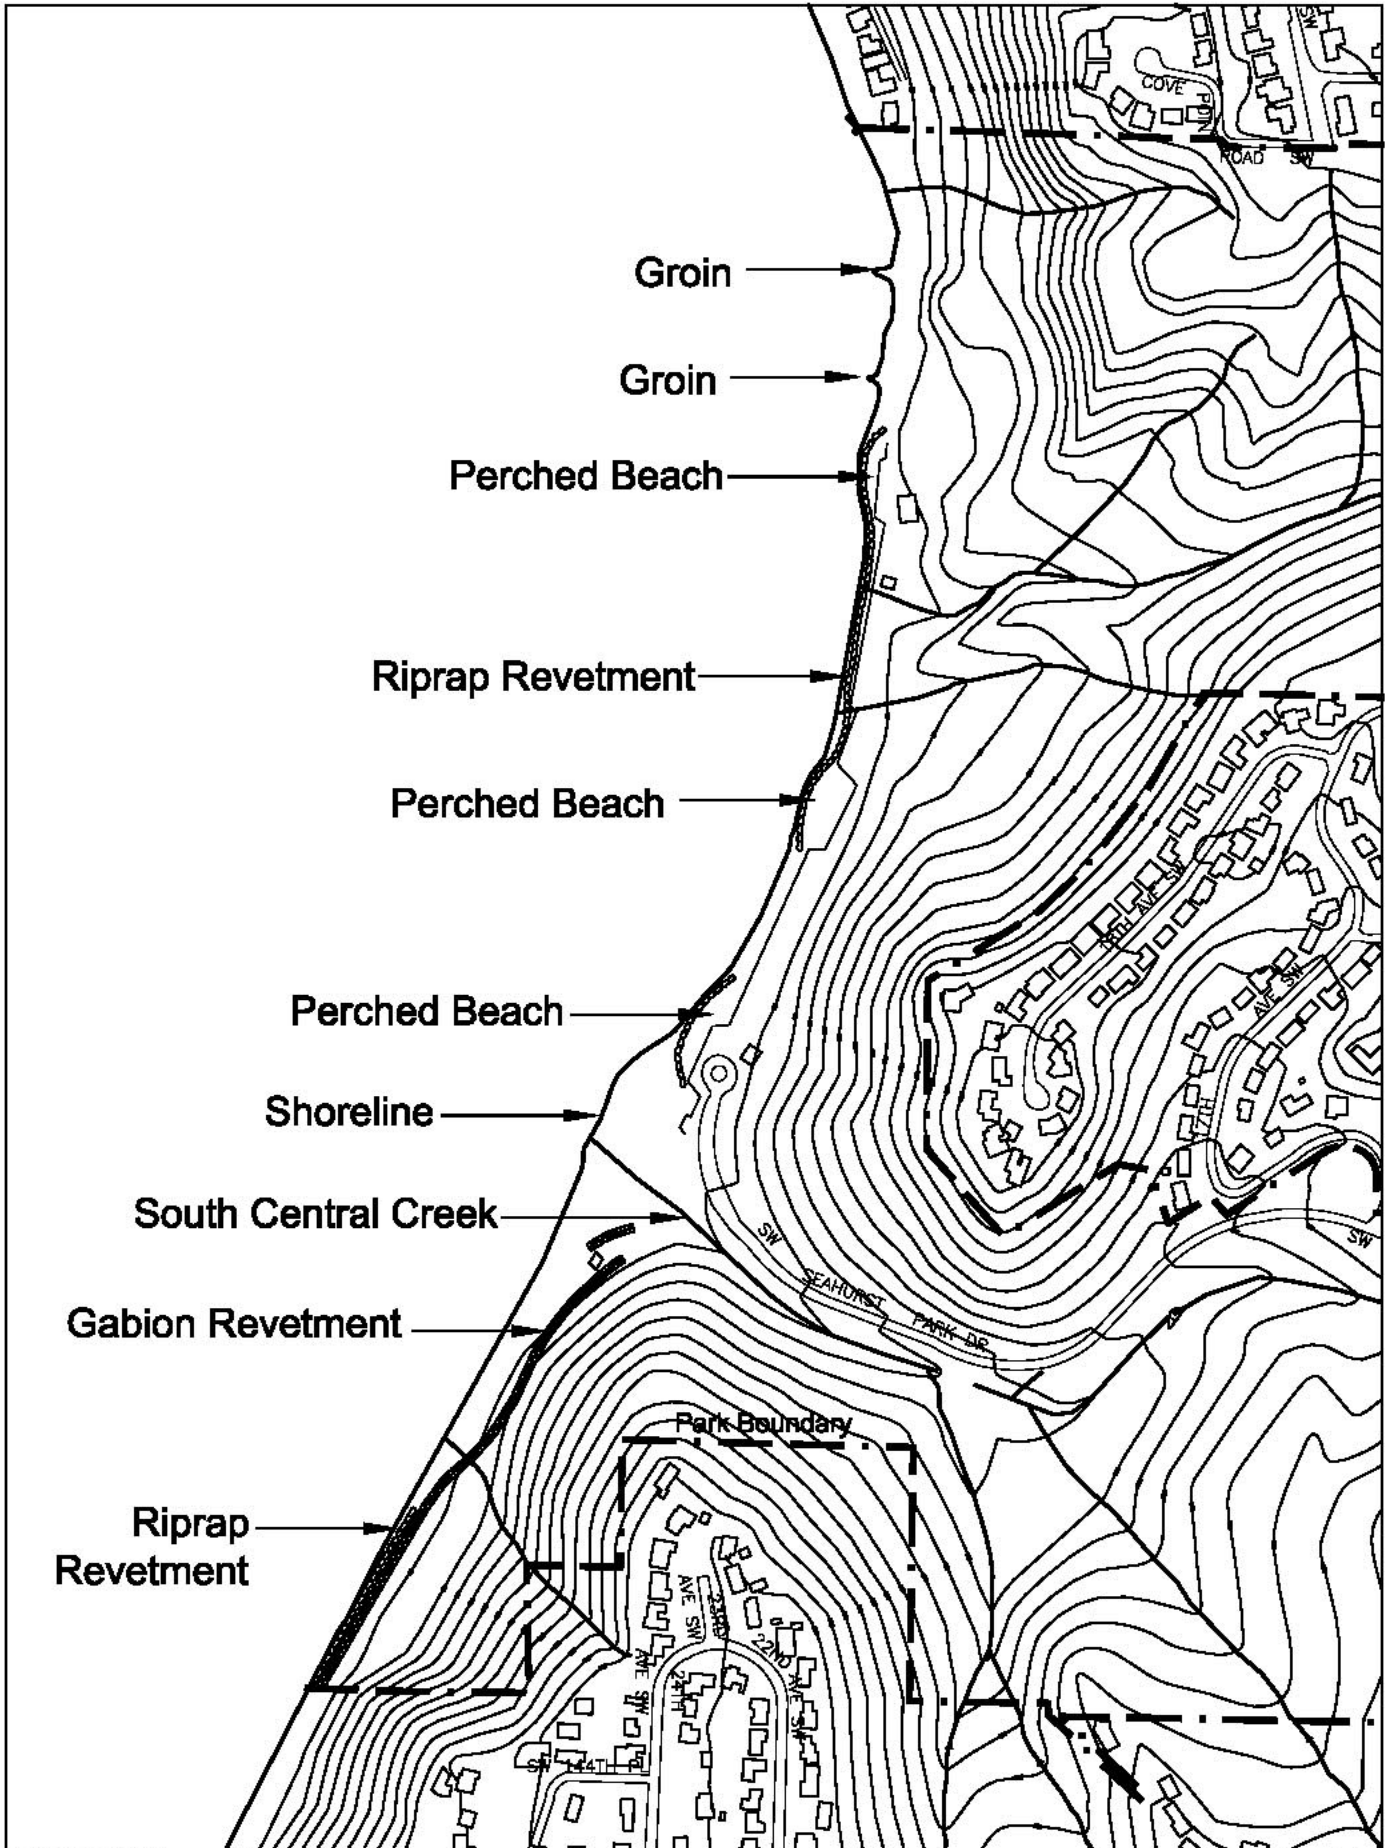 SW
COVE
POIN
ROAD SW
Groin
Groin
Perched Beach
Riprap Revetment
Perched Beach
AVE SW
Perched Beach
AVE SW
Shoreline
South Central Creek
SW
SW
SEAHURST
PARK DR
Gabion Revetment
Park Boundary
Riprap
Revetment
AVE SW
23RD
22ND AVE SW
24TH
AVE SW
SW 144TH PL